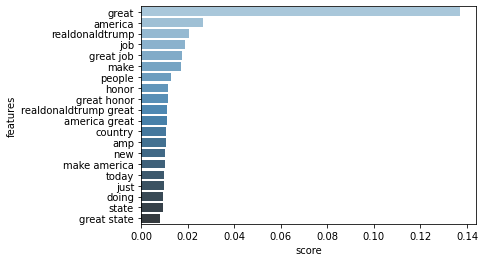 great
america
realdonaldtrump
job
great job
make
people
honor
great honor
realdonaldtrump great
america great
country
amp
new
make america
today
just
doing
state
great state
features
0.00 0.02 0.04 0.06 0.08 0.10 0.12 0.14
score